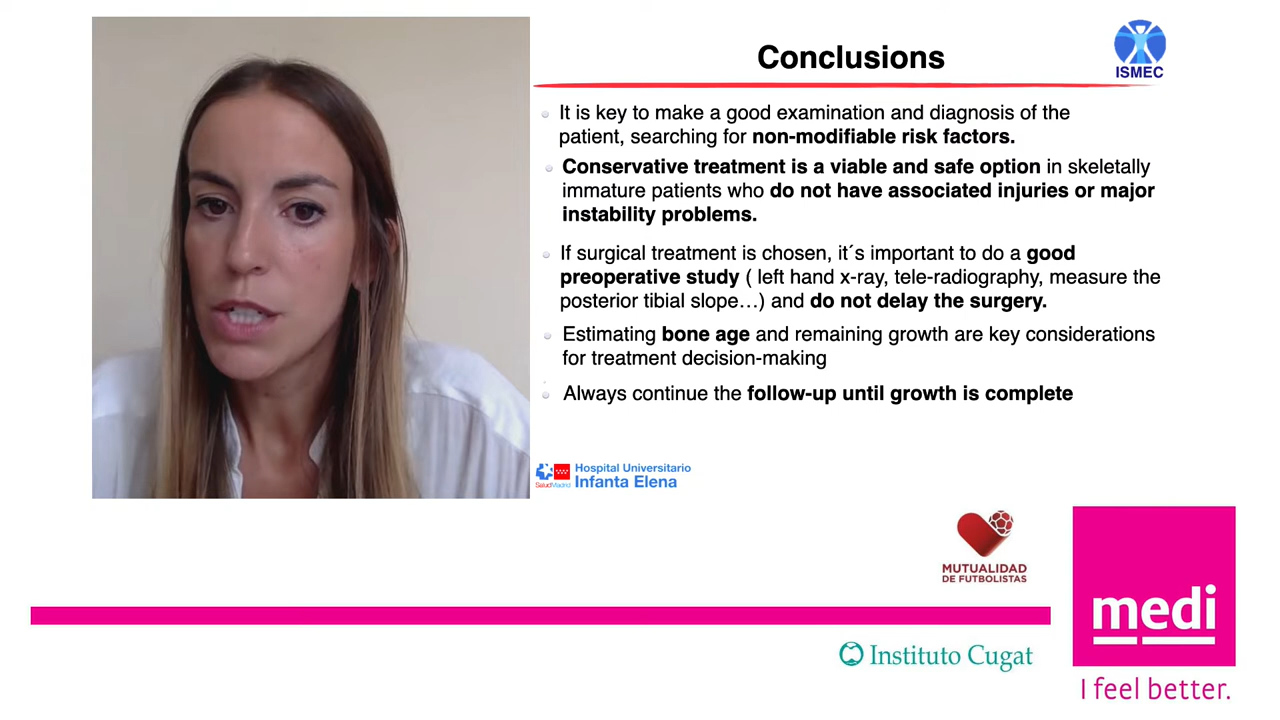 Conclusions
ISMEC
It is key to make a good examination and diagnosis of the
patient, searching for non-modifiable risk factors.
Conservative treatment is a viable and safe option in skeletally
immature patients who do not have associated injuries or major
instability problems.
If surgical treatment is chosen, it´s important to do a good
preoperative study ( left hand x-ray, tele-radiography, measure the
posterior tibial slope…) and do not delay the surgery.
Estimating bone age and remaining growth are key considerations
for treatment decision-making
Always continue the follow-up until growth is complete
SaludMadrid
Hospital Universitario
Infanta Elena
MUTUALIDAD
DE FUTBOLISTAS
medi
Instituto Cugat
I feel better.